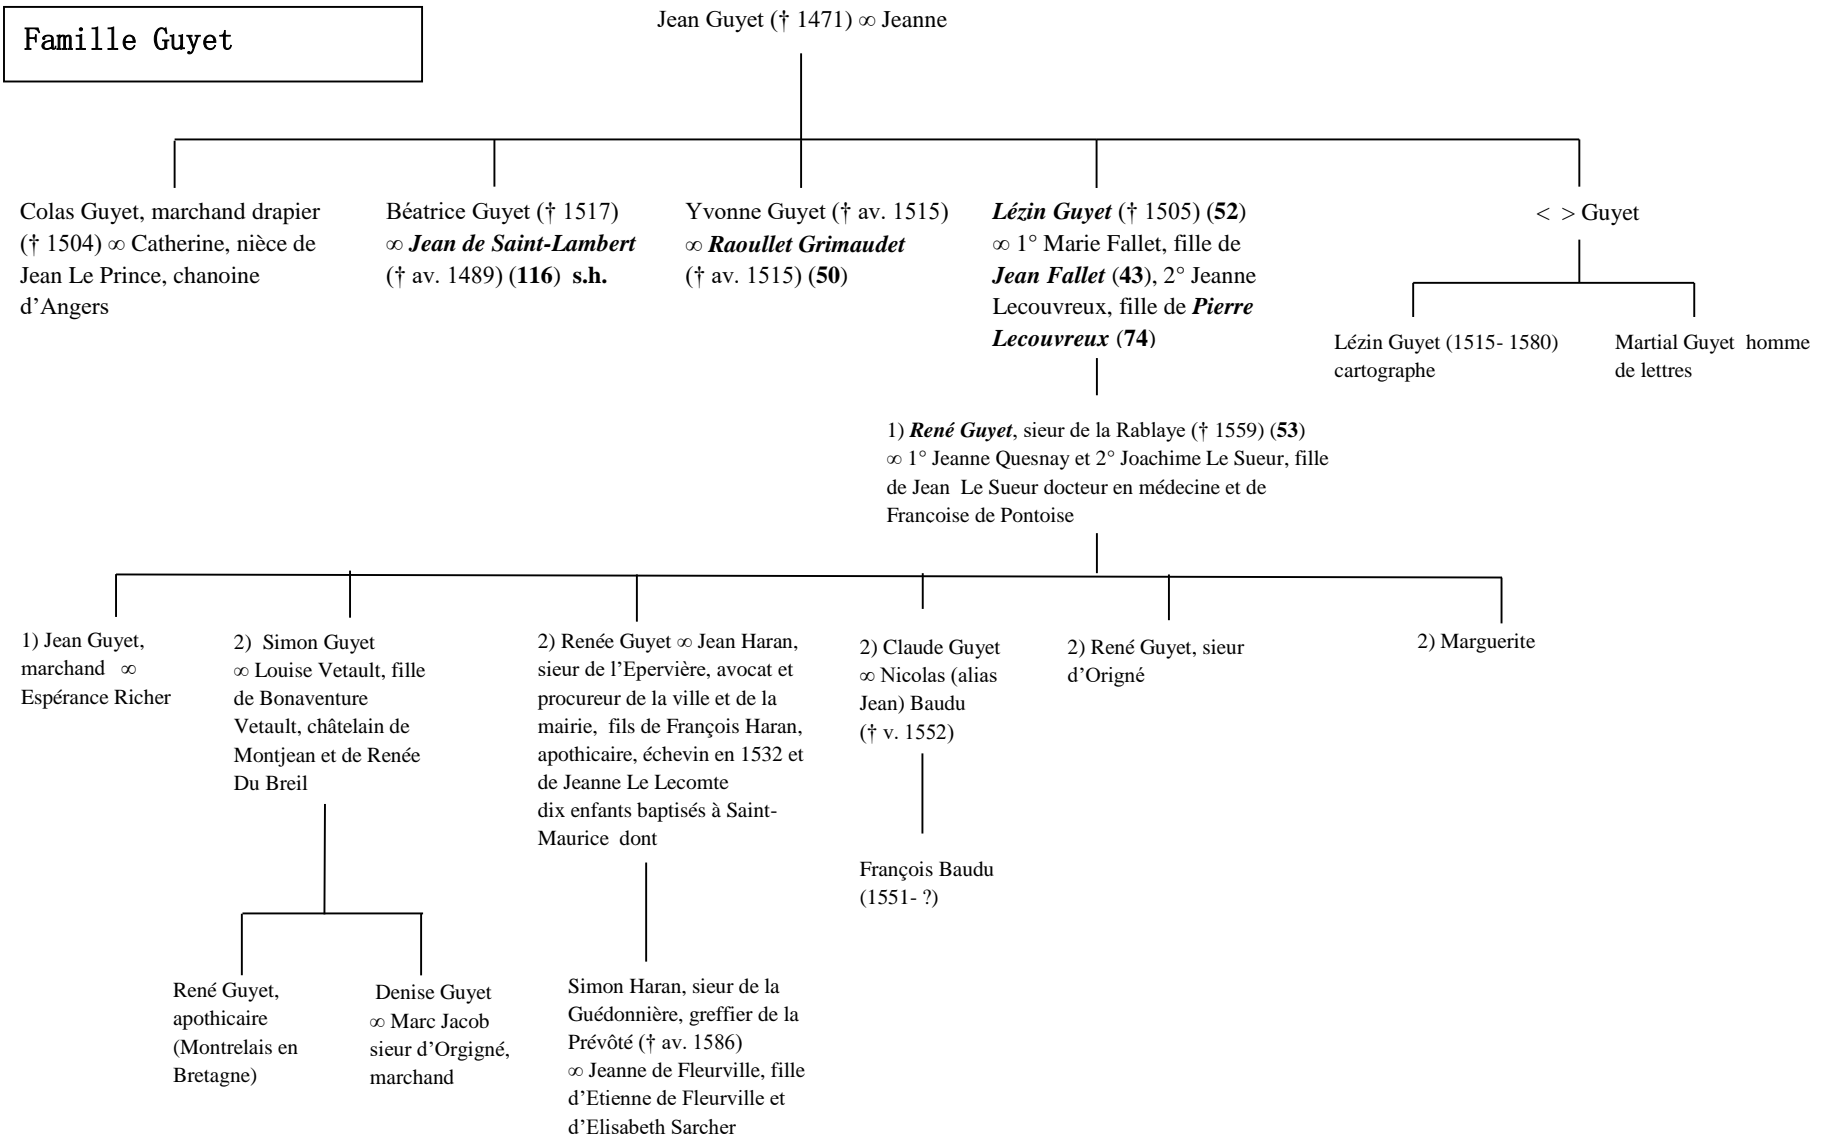 Famille Guyet
Jean Guyet († 1471) ∞ Jeanne
Colas Guyet, marchand drapier
(† 1504) ∞ Catherine, nièce de
Jean Le Prince, chanoine
d’Angers
Béatrice Guyet († 1517)
∞ Jean de Saint-Lambert
(† av. 1489) (116) s.h.
Yvonne Guyet († av. 1515)
∞ Raoullet Grimaudet
(† av. 1515) (50)
Lézin Guyet († 1505) (52)
∞ 1° Marie Fallet, fille de
Jean Fallet (43), 2° Jeanne
Lecouvreux, fille de Pierre
Lecouvreux (74)
< > Guyet
Lézin Guyet (1515- 1580)
cartographe
Martial Guyet homme
de lettres
1) René Guyet, sieur de la Rablaye († 1559) (53)
∞ 1° Jeanne Quesnay et 2° Joachime Le Sueur, fille
de Jean Le Sueur docteur en médecine et de
Francoise de Pontoise
1) Jean Guyet,
marchand ∞
Espérance Richer
2) Simon Guyet
∞ Louise Vetault, fille
de Bonaventure
Vetault, châtelain de
Montjean et de Renée
Du Breil
2) Renée Guyet ∞ Jean Haran,
sieur de l’Epervière, avocat et
procureur de la ville et de la
mairie, fils de François Haran,
apothicaire, échevin en 1532 et
de Jeanne Le Lecomte
dix enfants baptisés à Saint-
Maurice dont
2) Claude Guyet
∞ Nicolas (alias
Jean) Baudu
(† v. 1552)
2) René Guyet, sieur
d’Origné
2) Marguerite
François Baudu
(1551- ?)
René Guyet,
apothicaire
(Montrelais en
Bretagne)
Denise Guyet
∞ Marc Jacob
sieur d’Orgigné,
marchand
Simon Haran, sieur de la
Guédonnière, greffier de la
Prévôté († av. 1586)
∞ Jeanne de Fleurville, fille
d’Etienne de Fleurville et
d’Elisabeth Sarcher